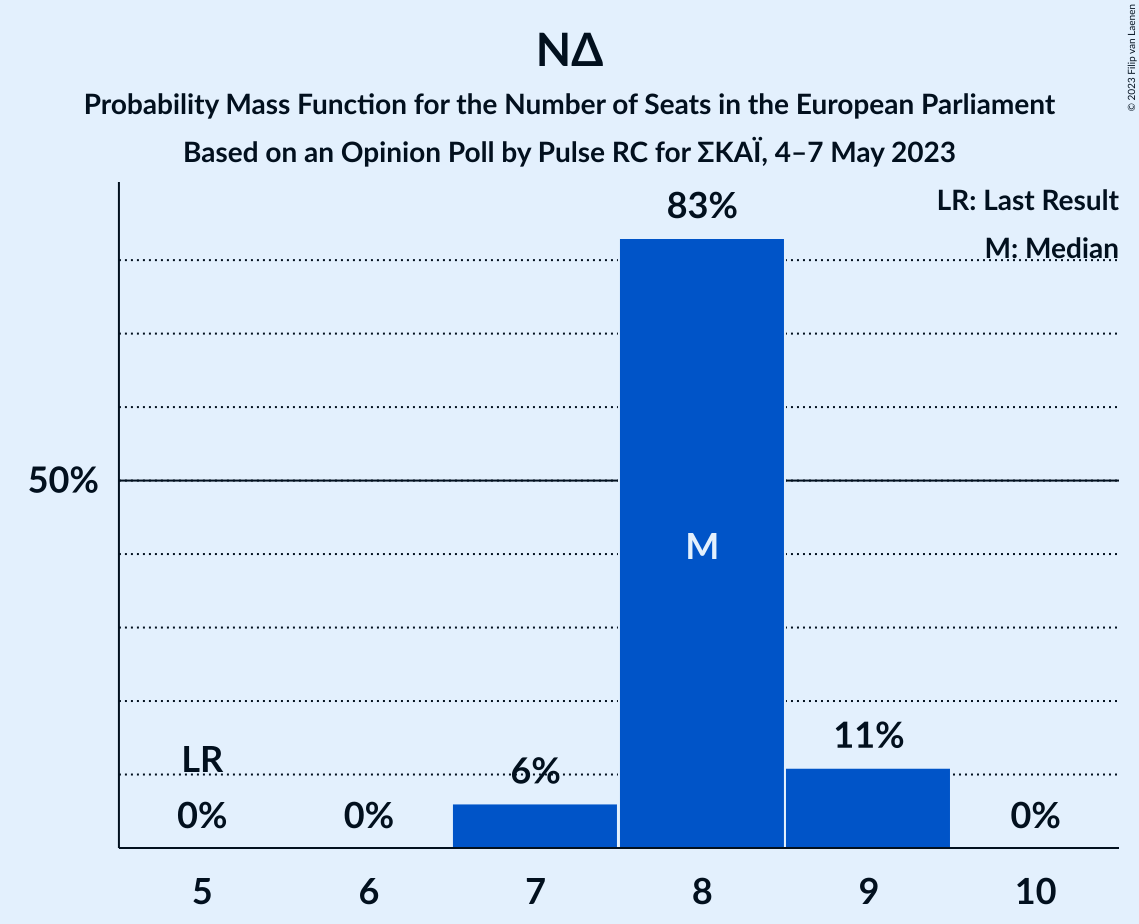 ΝΔ
Probability Mass Function for the Number of Seats in the European Parliament
Based on an Opinion Poll by Pulse RC for ΣΚΑΪ, 4–7 May 2023
© 2023 Filip van Laenen
LR: Last Result
M: Median
83%
50%
M
11%
LR
6%
0%
0%
0%
5
6
7
8
9
10